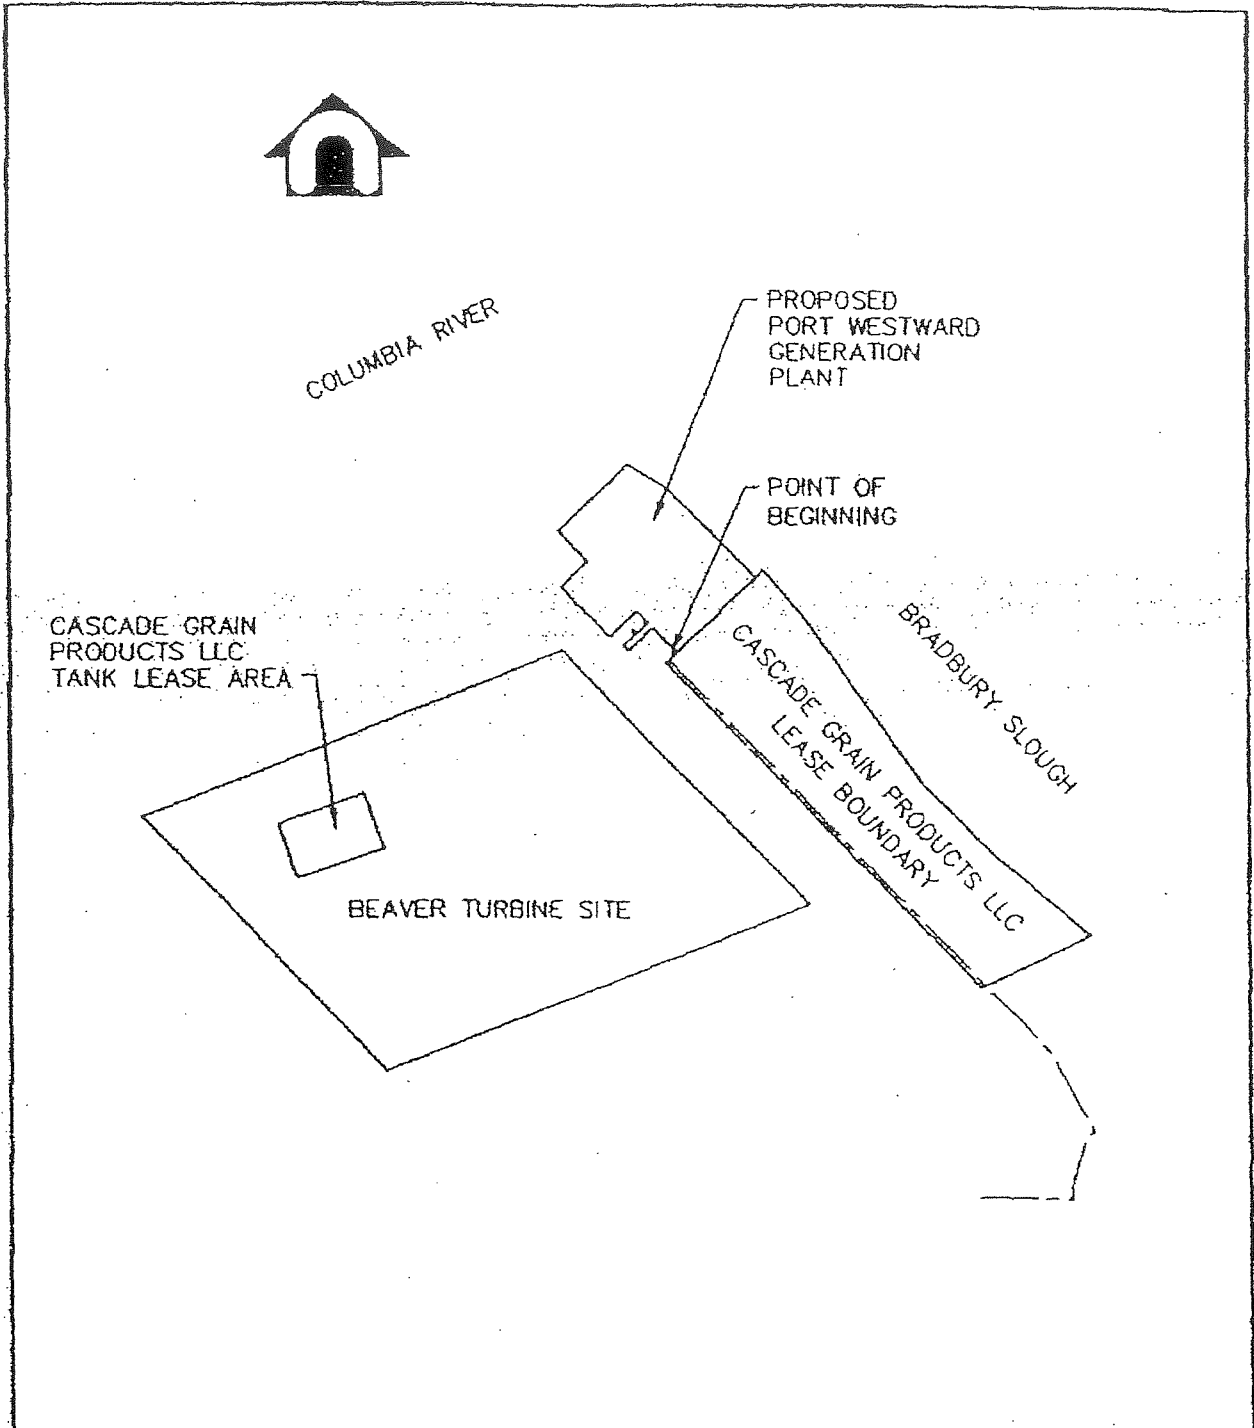 COLUMBIA RIVER
PROPOSED
PORT WESTWARD
GENERATION
PLANT
POINT OF
BEGINNING
CASCADE GRAIN
PRODUCTS LLC
TANK LEASE AREA
BRADBURY SLOUGH
CASCADE GRAIN PRODUCTS LLC
LEASE BOUNDARY
BEAVER TURBINE SITE